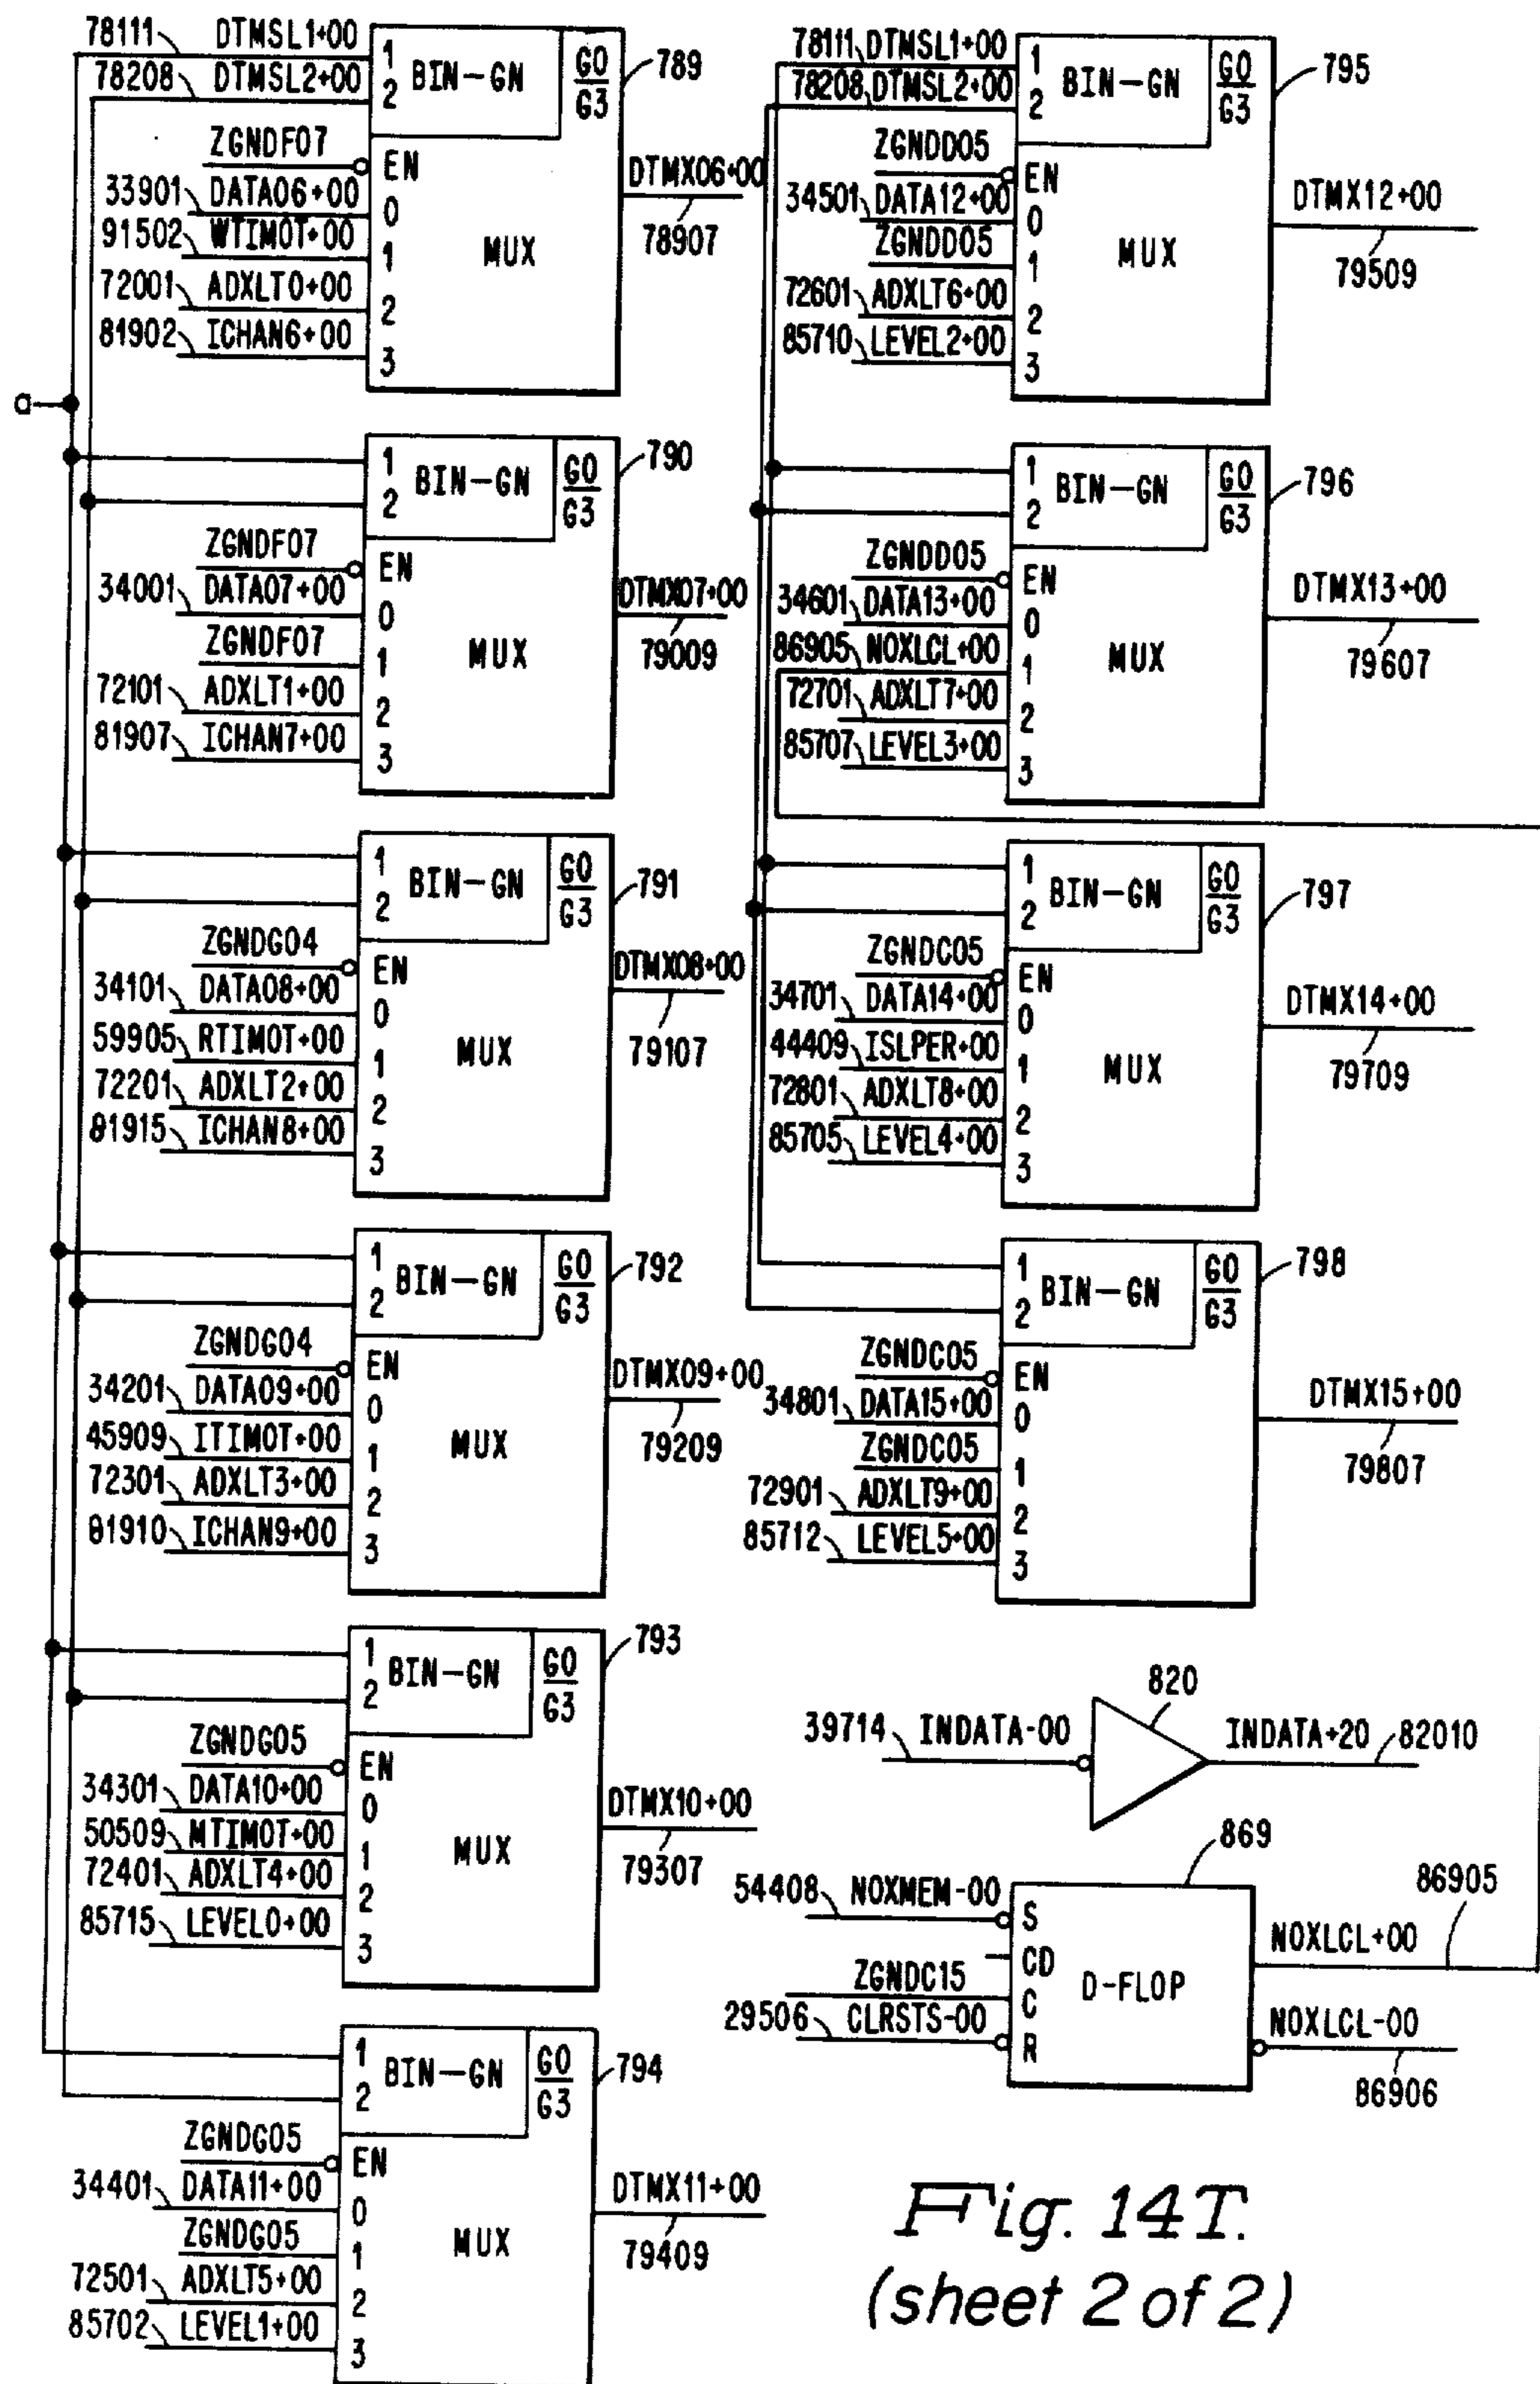 78111 DTMSL1+00
78208 DTMSL2+00
1
2
BIN-GN
G0
G3
789
ZGNDF07
EN
33901 DATA06+00
0
91502 WTIMOT+00
1
72001 ADXLT0+00
2
81902 ICHAN6+00
3
MUX
DTMX06+00
78907
a
1
2
BIN-GN
G0
G3
790
ZGNDF07
EN
34001 DATA07+00
0
ZGNDF07
1
72101 ADXLT1+00
2
81907 ICHAN7+00
3
MUX
DTMX07+00
79009
1
2
BIN-GN
G0
G3
791
ZGNDG04
EN
34101 DATA08+00
0
59905 RTIMOT+00
1
72201 ADXLT2+00
2
81915 ICHAN8+00
3
MUX
DTMX08+00
79107
1
2
BIN-GN
G0
G3
792
ZGNDG04
EN
34201 DATA09+00
0
45909 ITIMOT+00
1
72301 ADXLT3+00
2
81910 ICHAN9+00
3
MUX
DTMX09+00
79209
1
2
BIN-GN
G0
G3
793
ZGNDG05
EN
34301 DATA10+00
0
50509 MTIMOT+00
1
72401 ADXLT4+00
2
85715 LEVEL0+00
3
MUX
DTMX10+00
79307
1
2
BIN-GN
G0
G3
794
ZGNDG05
EN
34401 DATA11+00
0
ZGNDG05
1
72501 ADXLT5+00
2
85702 LEVEL1+00
3
MUX
DTMX11+00
79409
78111 DTMSL1+00
78208 DTMSL2+00
1
2
BIN-GN
G0
G3
795
ZGNDD05
EN
34501 DATA12+00
0
ZGNDD05
1
72601 ADXLT6+00
2
85710 LEVEL2+00
3
MUX
DTMX12+00
79509
1
2
BIN-GN
G0
G3
796
ZGNDD05
EN
34601 DATA13+00
0
86905 NOXLCL+00
1
72701 ADXLT7+00
2
85707 LEVEL3+00
3
MUX
DTMX13+00
79607
1
2
BIN-GN
G0
G3
797
ZGNDC05
EN
34701 DATA14+00
0
44409 ISLPER+00
1
72801 ADXLT8+00
2
85705 LEVEL4+00
3
MUX
DTMX14+00
79709
1
2
BIN-GN
G0
G3
798
ZGNDC05
EN
34801 DATA15+00
0
ZGNDC05
1
72901 ADXLT9+00
2
85712 LEVEL5+00
3
DTMX15+00
79807
820
39714 INDATA-00
INDATA+20 82010
869
54408 NOXMEM-00
S
CD
ZGNDC15
C
29506 CLRSTS-00
R
D-FLOP
86905
NOXLCL+00
NOXLCL-00
86906
Fig. 14T.
(sheet 2 of 2)